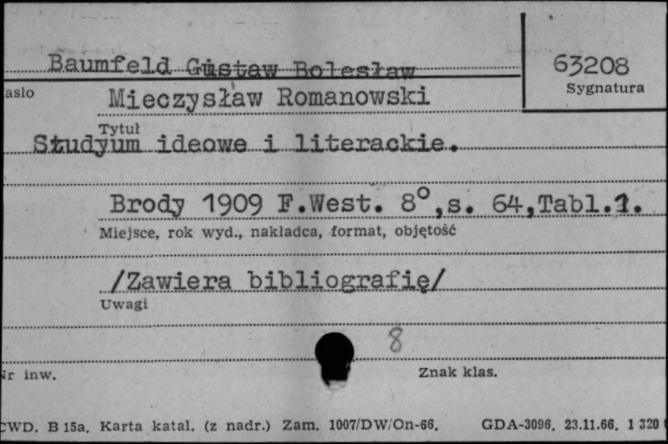 Baumfeld Gustaw Bolesław
63208
Sygnatura
asło
Mieczysław Romanowski
Tytuł
Studyum ideowe i literackie.
Brody 1909 F.West. 8°,s. 64,Tabl.1.
Miejsce, rok wyd., nakładca, format, objętość
/Zawiera bibliografię/
Uwagi
8
Nr inw.
Znak klas.
CWD. B 15a. Karta katal. (z nadr.) Zam. 1007/DW/On-66. GDA-3096. 23.11.66. 1 320